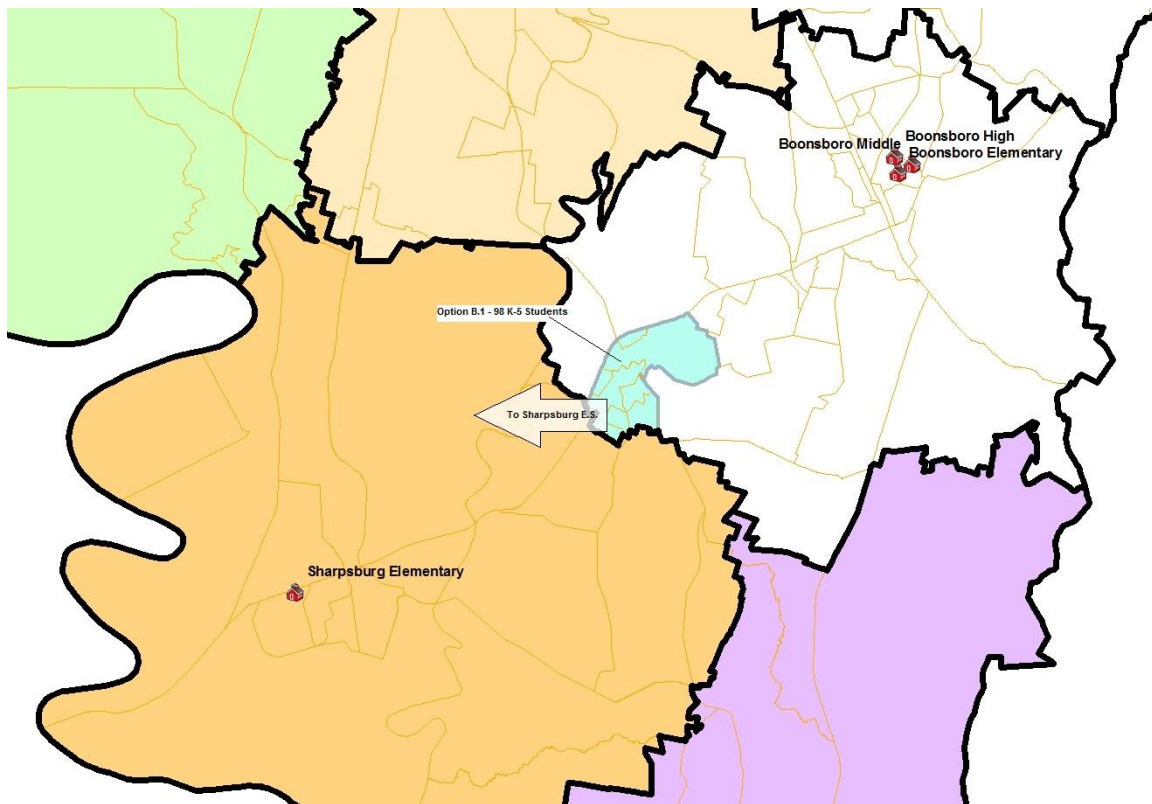 Boonsboro High
Boonsboro Middle
Boonsboro Elementary
Option B.1 - 98 K-5 Students
To Sharpsburg E.S.
Sharpsburg Elementary